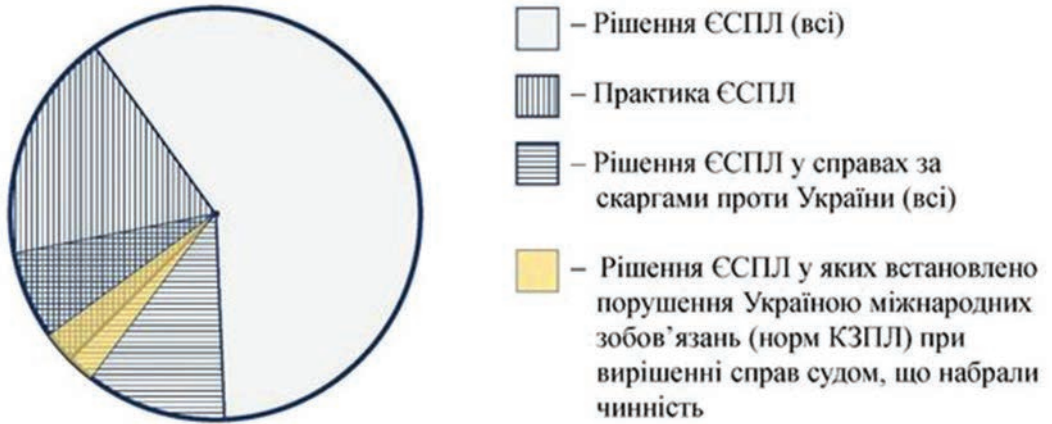 – Рішення ЄСПЛ (всі)
– Практика ЄСПЛ
– Рішення ЄСПЛ у справах за
скаргами проти України (всі)
– Рішення ЄСПЛ у яких встановлено
порушення Україною міжнародних
зобов’язань (норм КЗПЛ) при
вирішенні справ судом, що набрали
чинність